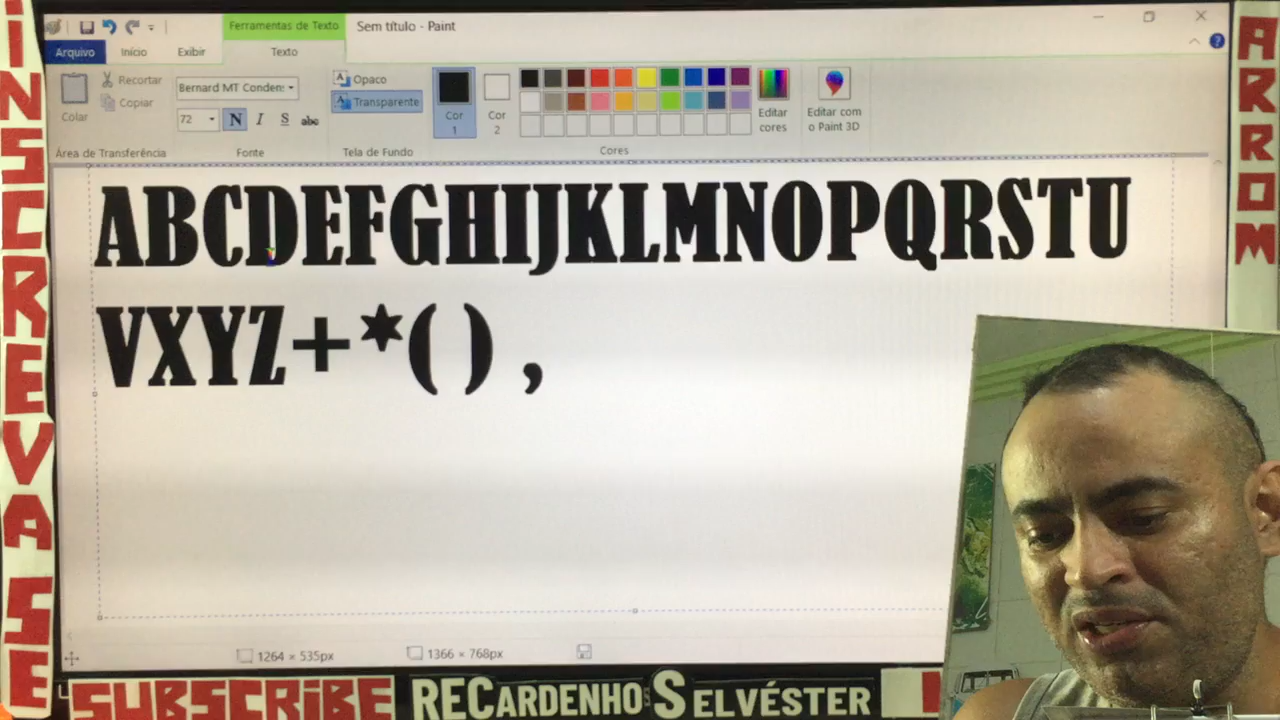 INSCREVA SE
Ferramentas de Texto
Sem título - Paint
Arquivo
Início
Exibir
Texto
Colar
Recortar
Copiar
Área de Transferência
Bernard MT Conden
72
N I S abc
Fonte
Opaco
Transparente
Tela de Fundo
Cor 1
Cor 2
Cores
Editar cores
Editar com o Paint 3D
ABCDEFGHIJKLMNOPQRSTU
VXYZ+*( ) ,
1264 × 535px
1366 × 768px
SUBSCRiBE
RECARDENHO
SELVÉSTER
ARROM